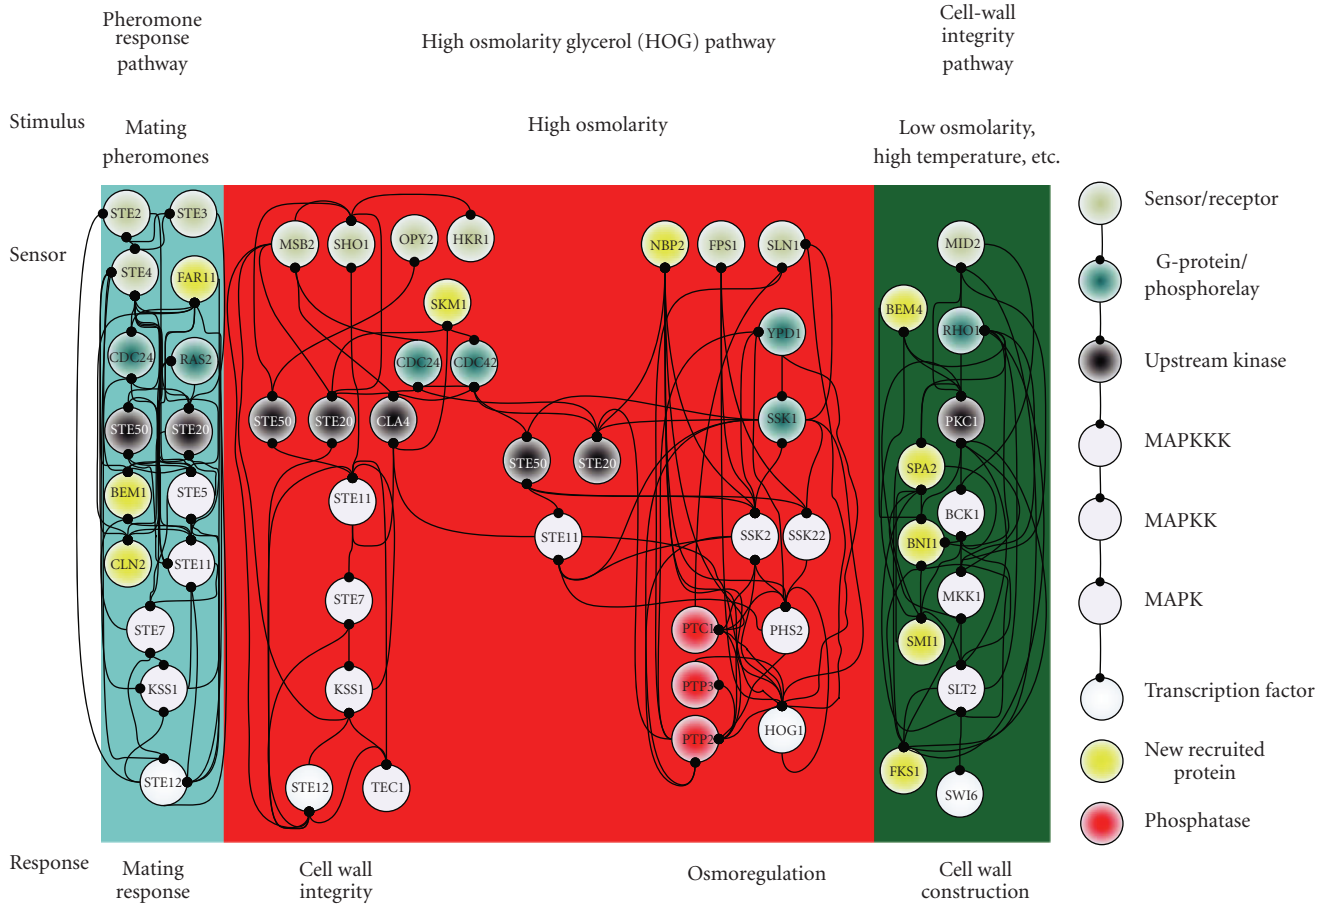 Pheromone
response
pathway
High osmolarity glycerol (HOG) pathway
Cell-wall
integrity
pathway
Stimulus
Mating
pheromones
High osmolarity
Low osmolarity,
high temperature, etc.
Sensor
STE2
STE3
STE4
FAR11
CDC24
RAS2
STE50
STE20
BEM1
STE5
CLN2
STE11
STE7
KSS1
STE12
MSB2
SHO1
OPY2
HKR1
SKM1
CDC24
CDC42
STE50
STE20
CLA4
STE11
STE7
KSS1
STE12
TEC1
STE50
STE20
STE11
NBP2
FPS1
SLN1
YPD1
SSK1
SSK2
SSK22
PTC1
PHS2
PTP3
PTP2
HOG1
MID2
BEM4
RHO1
PKC1
SPA2
BCK1
BNI1
MKK1
SMI1
SLT2
FKS1
SWI6
Sensor/receptor
G-protein/
phosphorelay
Upstream kinase
MAPKKK
MAPKK
MAPK
Transcription factor
New recruited
protein
Phosphatase
Response
Mating
response
Cell wall
integrity
Osmoregulation
Cell wall
construction